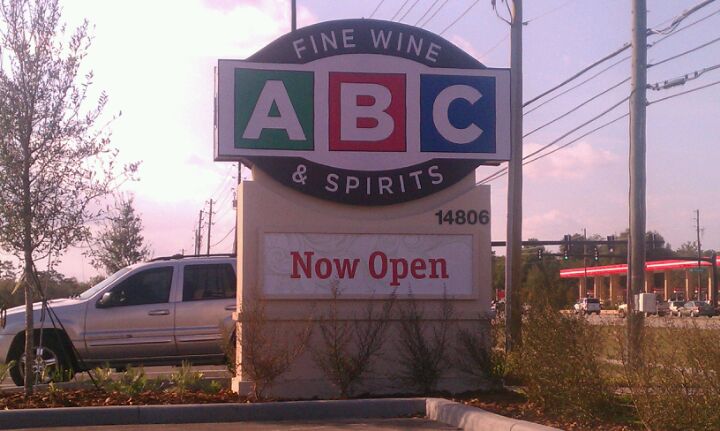 FINE WINE
ABC
& SPIRITS
14806
Now Open